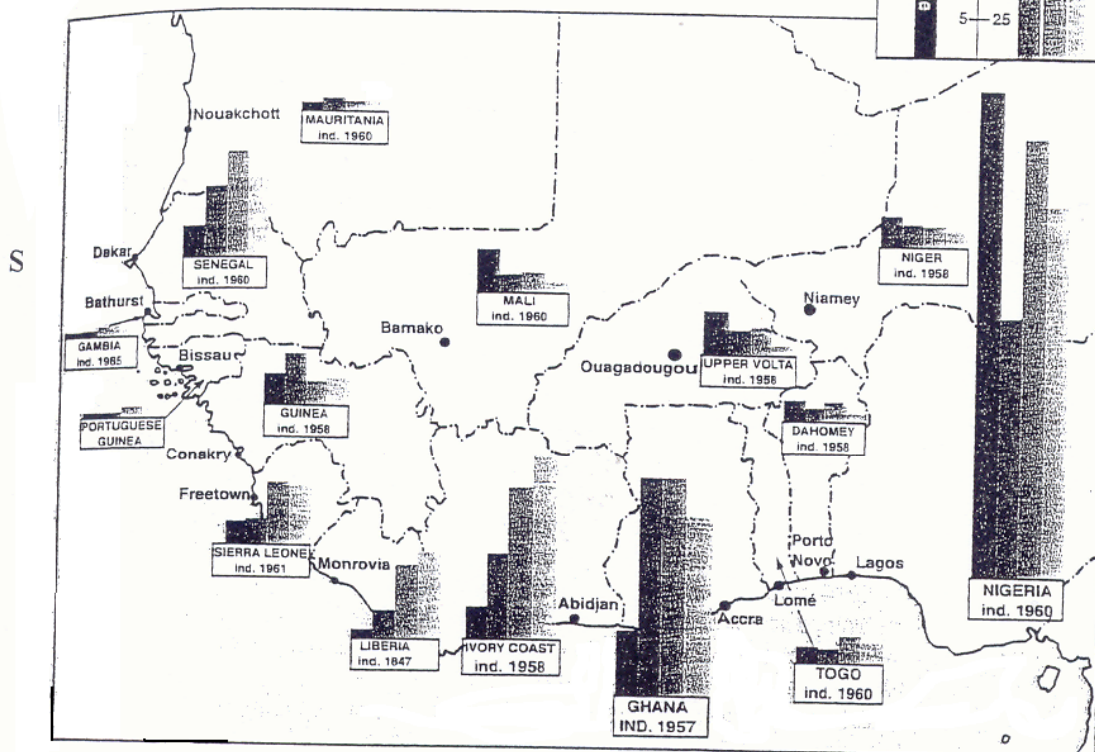 5 25
Nouakchott
MAURITANIA
ind. 1960
S
Dakar
SENEGAL
ind. 1960
NIGER
ind. 1958
Bathurst
MALI
ind. 1960
Niamey
GAMBIA
ind. 1965
Bissau
Bamako
Ouagadougou
UPPER VOLTA
ind. 1958
GUINEA
ind. 1958
PORTUGUESE
GUINEA
DAHOMEY
ind. 1958
Conakry
Freetown
SIERRA LEONE
ind. 1961
Monrovia
Porto
Novo
Lagos
Lomé
Accra
Abidjan
NIGERIA
ind. 1960
LIBERIA
ind. 1847
IVORY COAST
ind. 1958
TOGO
ind. 1960
GHANA
IND. 1957